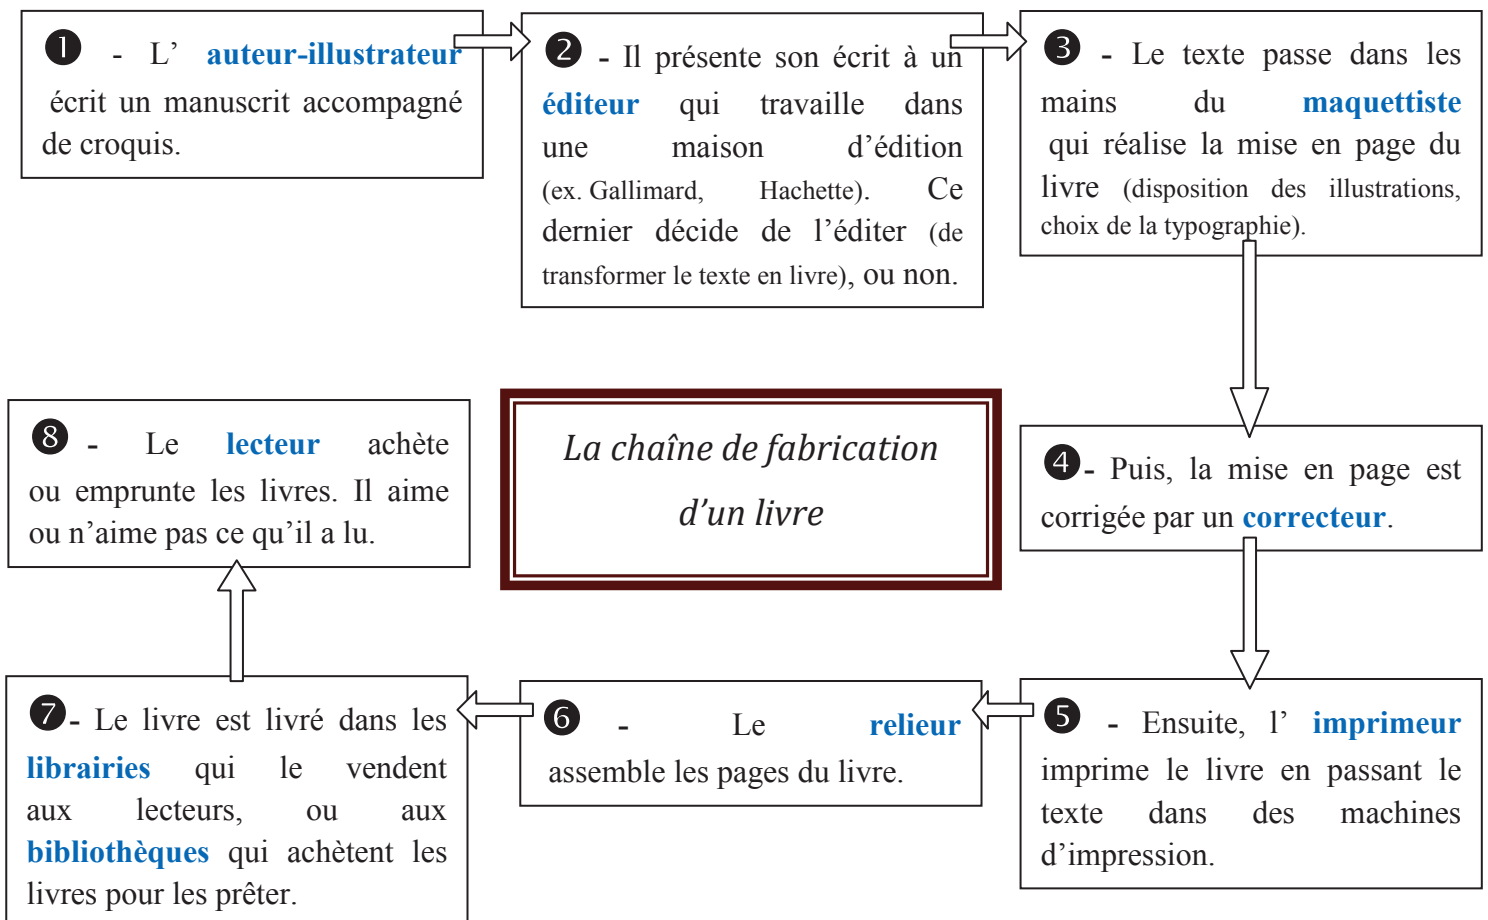 ❶ - L’ auteur-illustrateur
écrit un manuscrit accompagné
de croquis.
❷ - Il présente son écrit à un
éditeur qui travaille dans
une maison d’édition
(ex. Gallimard, Hachette). Ce
dernier décide de l’éditer (de
transformer le texte en livre), ou non.
❸ - Le texte passe dans les
mains du maquettiste
qui réalise la mise en page du
livre (disposition des illustrations,
choix de la typographie).
La chaîne de fabrication
d’un livre
❹- Puis, la mise en page est
corrigée par un correcteur.
❺ - Ensuite, l’ imprimeur
imprime le livre en passant le
texte dans des machines
d’impression.
❻ - Le relieur
assemble les pages du livre.
❼- Le livre est livré dans les
librairies qui le vendent
aux lecteurs, ou aux
bibliothèques qui achètent les
livres pour les prêter.
❽ - Le lecteur achète
ou emprunte les livres. Il aime
ou n’aime pas ce qu’il a lu.